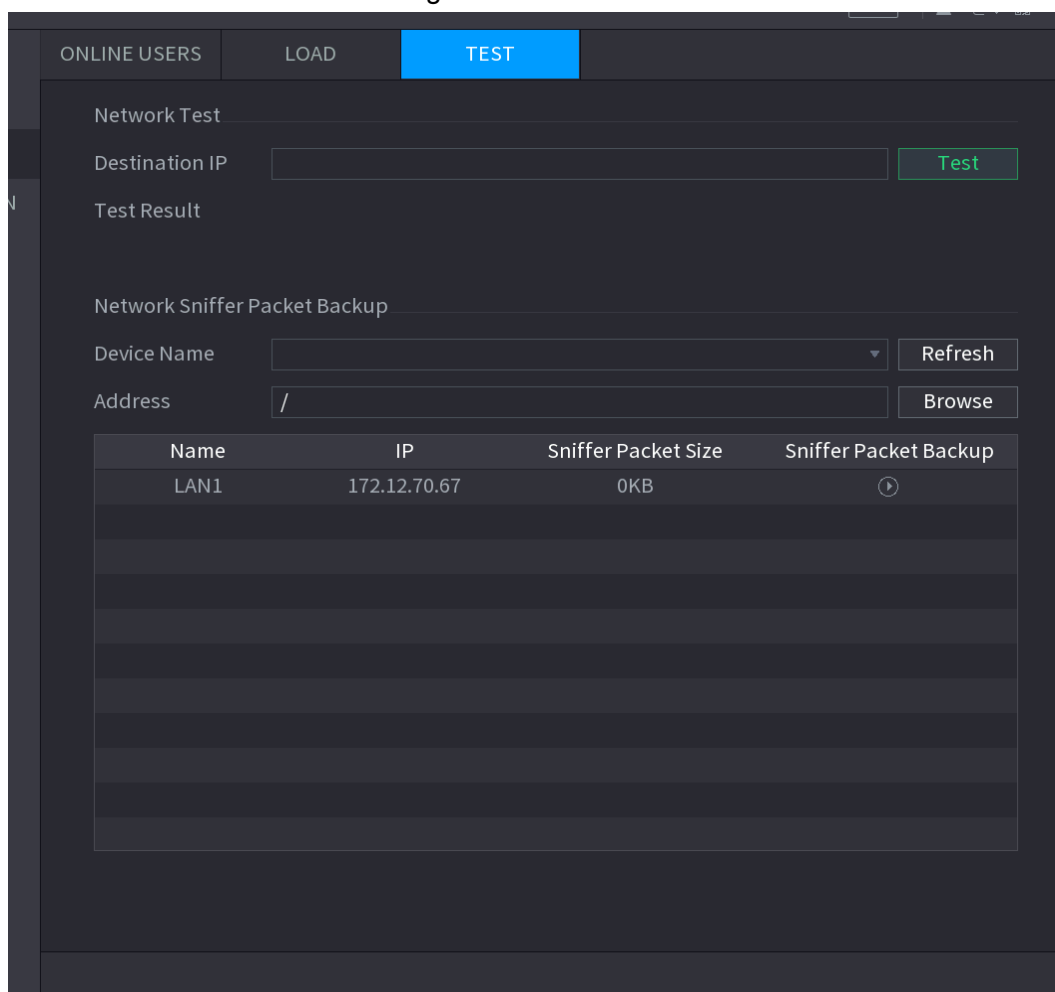 ONLINE USERS LOAD TEST
Network Test
Destination IP Test
Test Result
Network Sniffer Packet Backup
Device Name Refresh
Address / Browse
Name IP Sniffer Packet Size Sniffer Packet Backup
LAN1 172.12.70.67 0KB